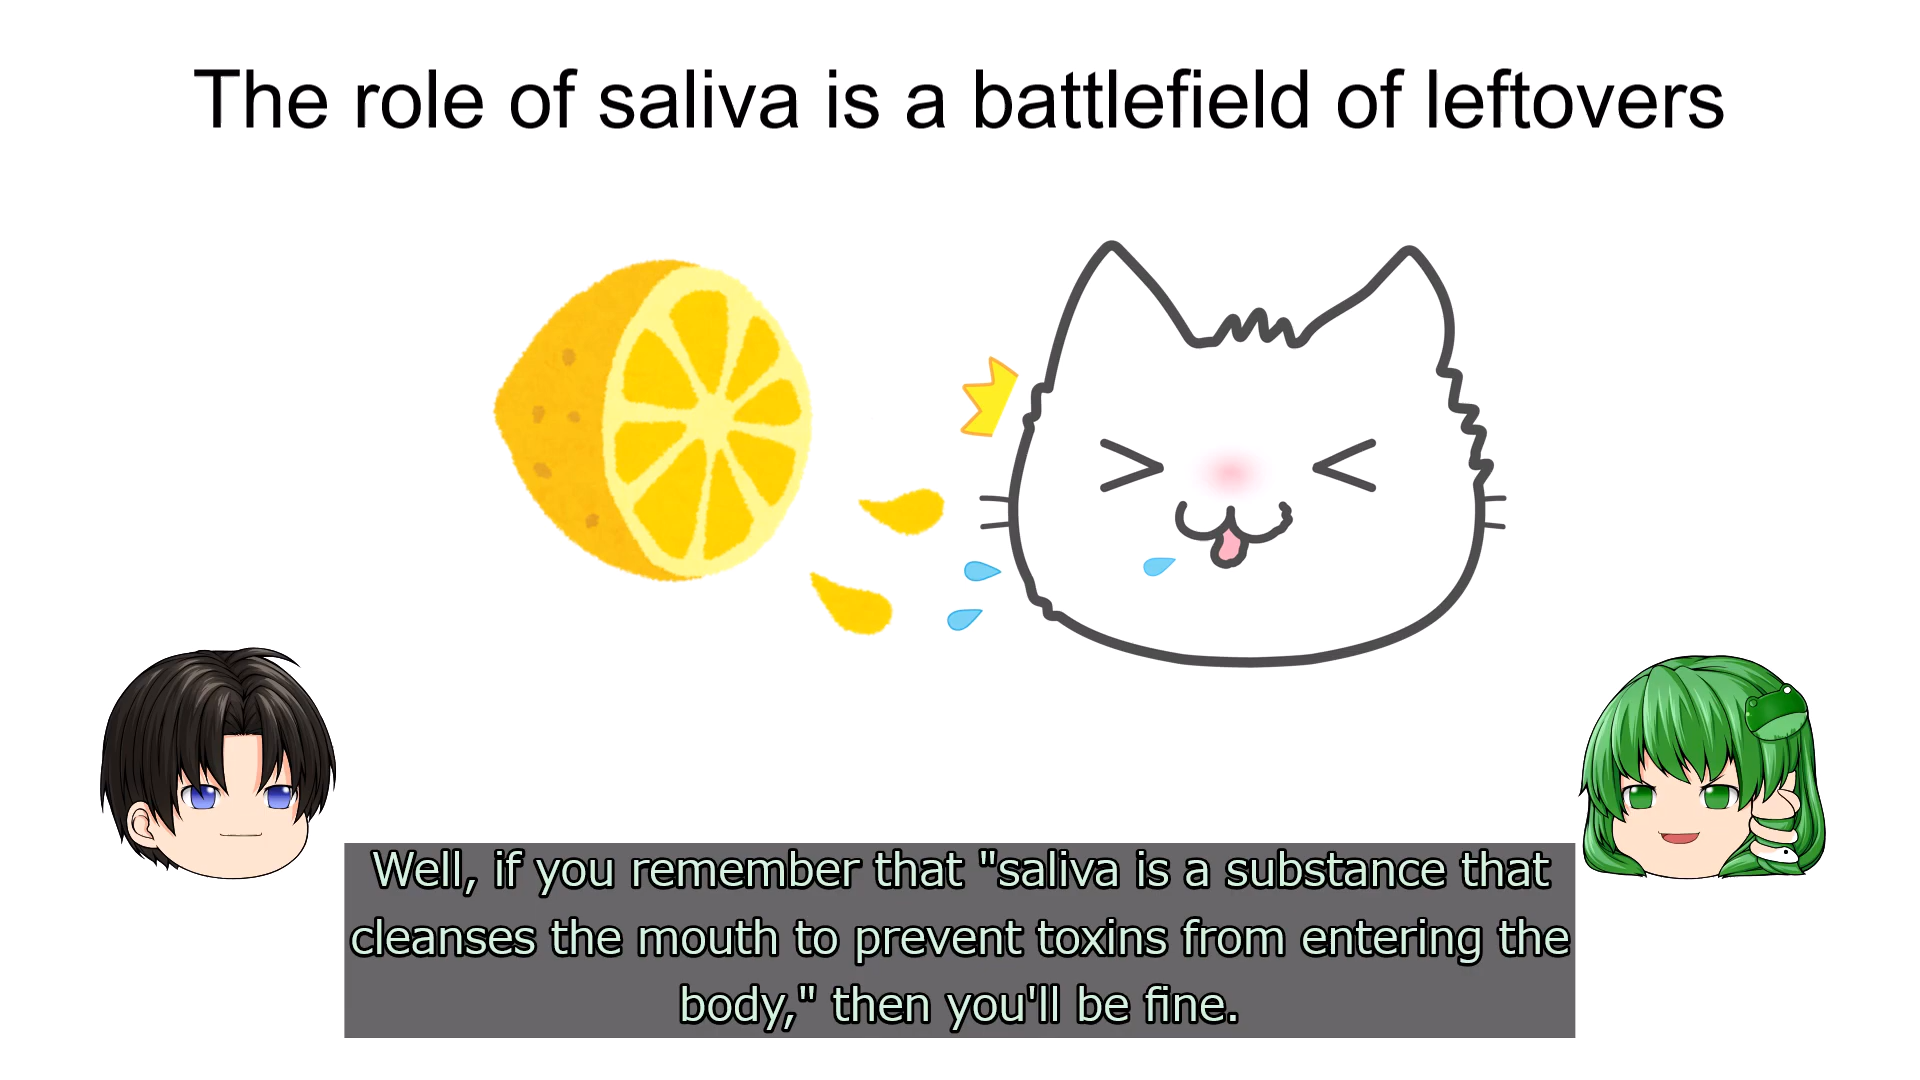 The role of saliva is a battlefield of leftovers
Well, if you remember that "saliva is a substance that
cleanses the mouth to prevent toxins from entering the
body," then you'll be fine.